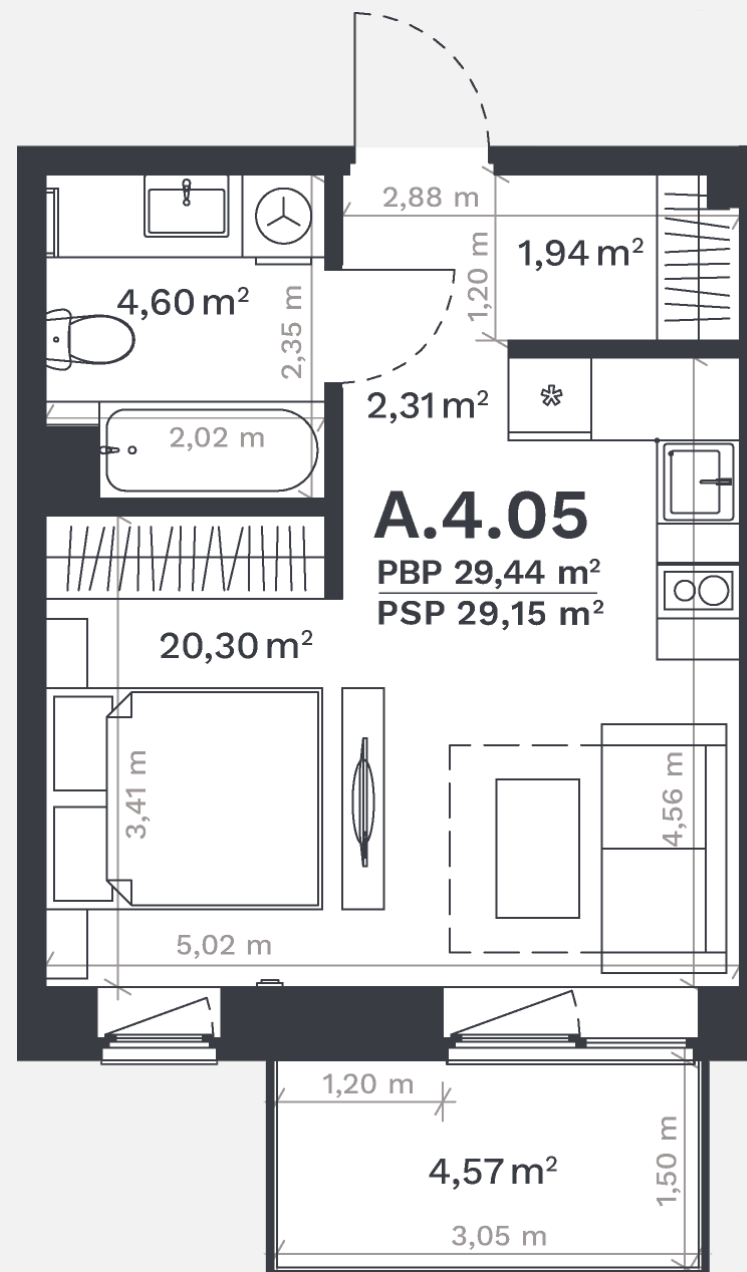 2,88 m
1,20 m
1,94 m²
4,60 m²
2,35 m
2,31 m²
*
2,02 m
A.4.05
PBP 29,44 m²
PSP 29,15 m²
20,30 m²
3,41 m
4,56 m
5,02 m
1,20 m
4,57 m²
1,50 m
3,05 m